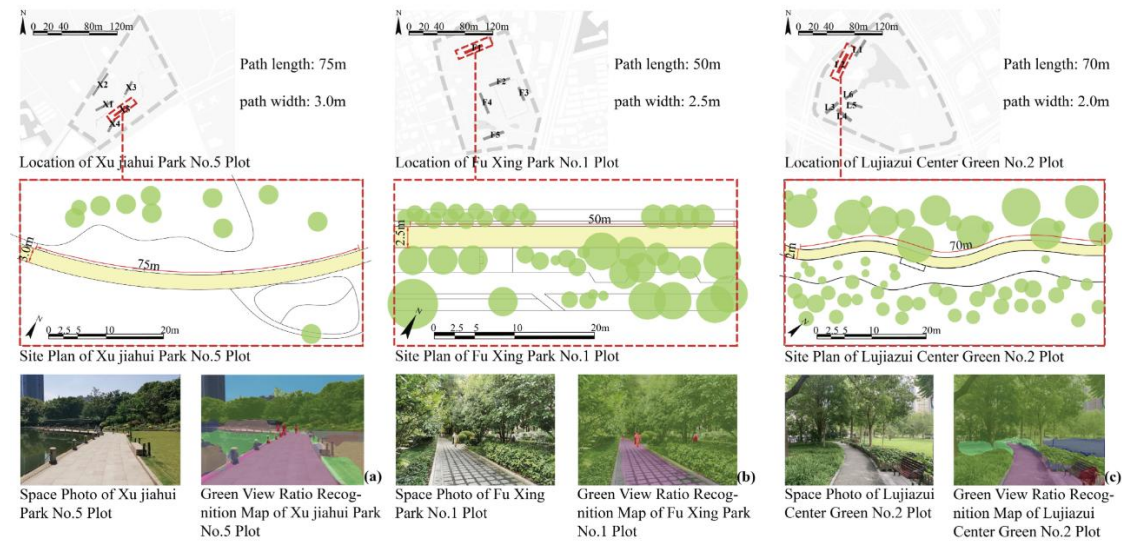 N
0 20 40 80 120m
X2
X3
X1
X5
X4
Path length: 75m
path width: 3.0m
Location of Xu jiahui Park No.5 Plot
3.0m
75m
N
0 2.5 5 10 20m
Site Plan of Xu jiahui Park No.5 Plot
(a)
Space Photo of Xu jiahui
Park No.5 Plot
Green View Ratio Recog-
nition Map of Xu jiahui Park
No.5 Plot
N
0 20 40 80 120m
F1
F2
F3
F4
F5
Path length: 50m
path width: 2.5m
Location of Fu Xing Park No.1 Plot
2.5m
50m
N
0 2.5 5 10 20m
Site Plan of Fu Xing Park No.1 Plot
(b)
Space Photo of Fu Xing
Park No.1 Plot
Green View Ratio Recog-
nition Map of Fu Xing Park
No.1 Plot
N
0 20 40 80 120m
L1
L2
L6
L3
L5
L4
Path length: 70m
path width: 2.0m
Location of Lujiazui Center Green No.2 Plot
2m
70m
N
0 2.5 5 10 20m
Site Plan of Lujiazui Center Green No.2 Plot
(c)
Space Photo of Lujiazui
Center Green No.2 Plot
Green View Ratio Recog-
nition Map of Lujiazui
Center Green No.2 Plot